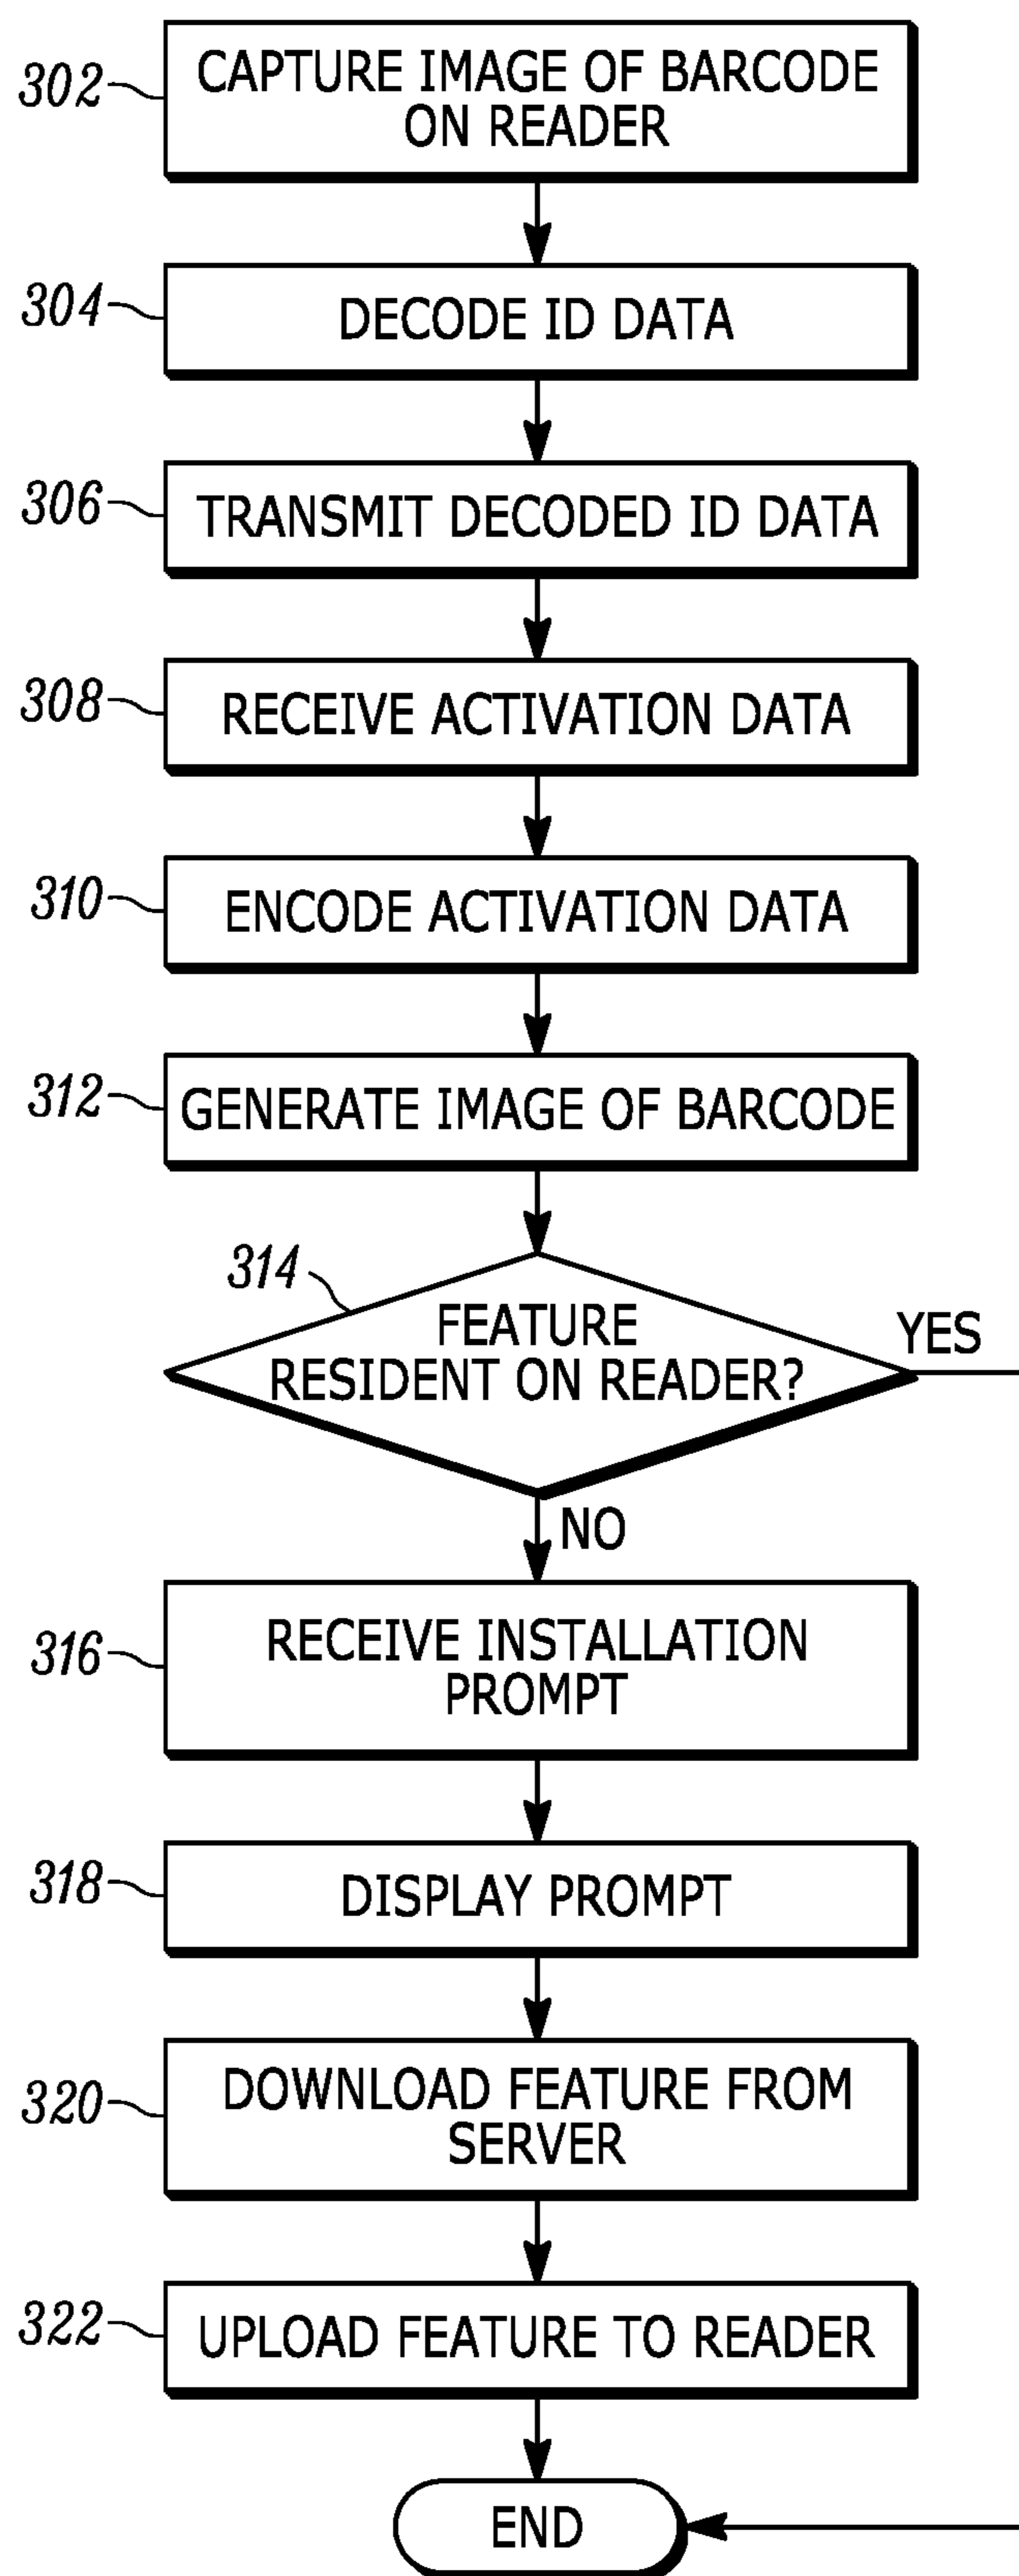 302
CAPTURE IMAGE OF BARCODE
ON READER
304
DECODE ID DATA
306
TRANSMIT DECODED ID DATA
308
RECEIVE ACTIVATION DATA
310
ENCODE ACTIVATION DATA
312
GENERATE IMAGE OF BARCODE
314
FEATURE
RESIDENT ON READER?
YES
NO
316
RECEIVE INSTALLATION
PROMPT
318
DISPLAY PROMPT
320
DOWNLOAD FEATURE FROM
SERVER
322
UPLOAD FEATURE TO READER
END